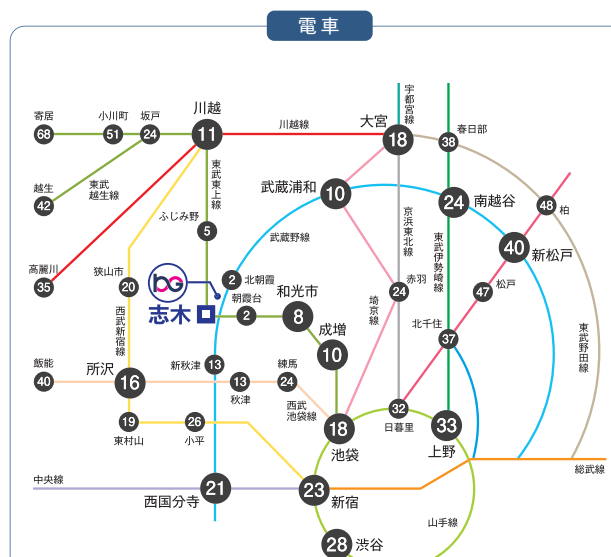 電車
川越
大宮
宇都宮線
寄居
小川町
坂戸
川越線
春日部
68
51
24
11
18
38
越生
東武
越生線
東武東上線
武蔵浦和
南越谷
柏
42
10
24
48
ふじみ野
5
武蔵野線
京浜東北線
東武伊勢崎線
40
新松戸
高麗川
35
狭山市
20
bG
2
北朝霞
24
赤羽
47
松戸
志木
朝霞台
2
和光市
8
埼京線
北千住
37
東武野田線
西武新宿線
成増
10
飯能
40
所沢
16
新秋津
13
13
秋津
練馬
24
西武
池袋線
32
日暮里
33
上野
19
東村山
26
小平
18
池袋
総武線
中央線
21
西国分寺
23
新宿
山手線
28
渋谷